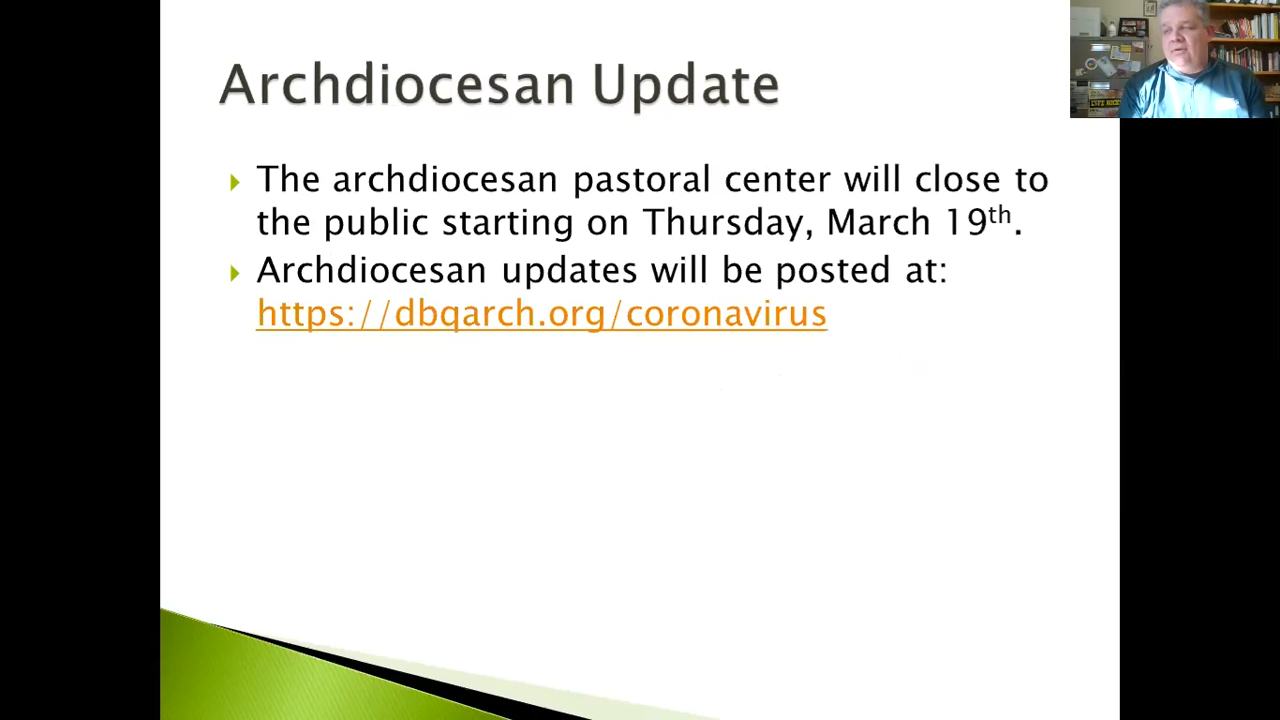 Archdiocesan Update
The archdiocesan pastoral center will close to
the public starting on Thursday, March 19th.
Archdiocesan updates will be posted at:
https://dbqarch.org/coronavirus